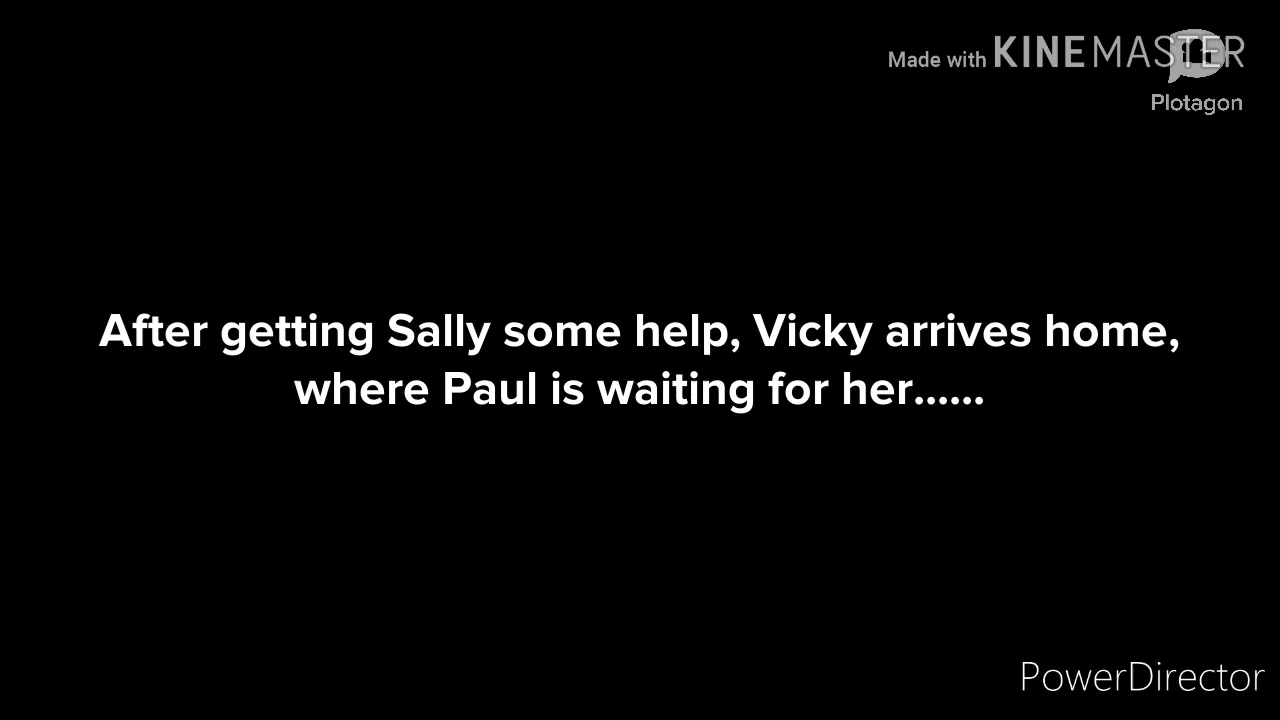 Made with KINEMASTER
Plotagon
After getting Sally some help, Vicky arrives home,
where Paul is waiting for her......
PowerDirector